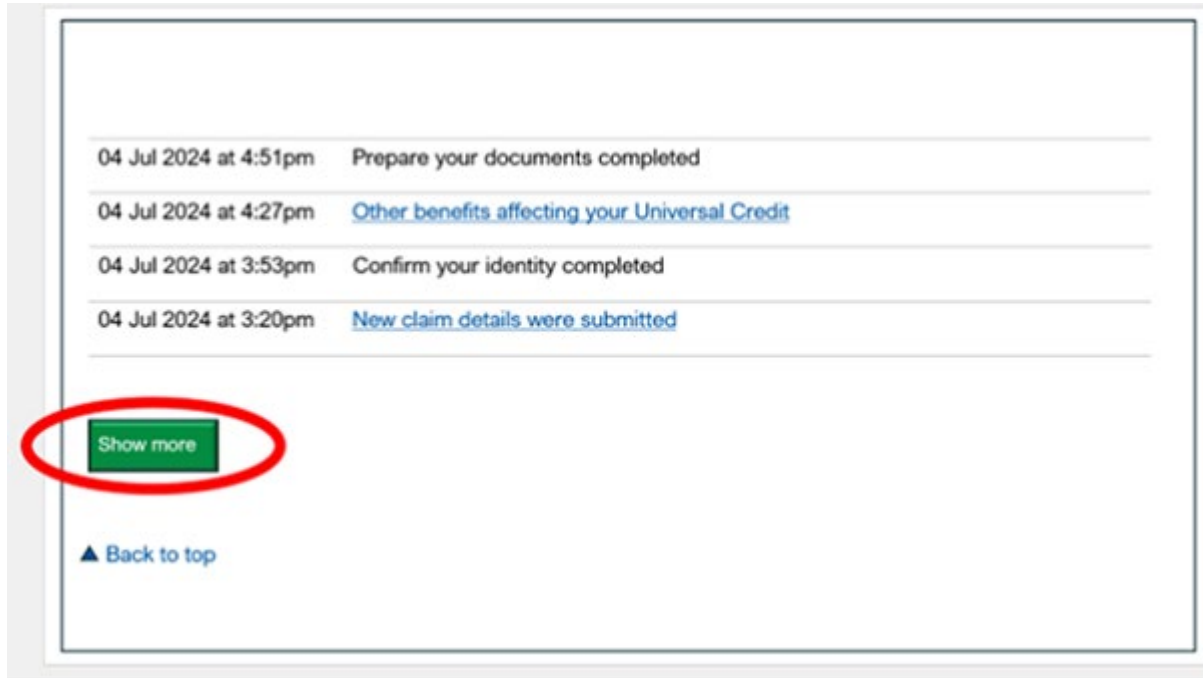 04 Jul 2024 at 4:51pm Prepare your documents completed
04 Jul 2024 at 4:27pm Other benefits affecting your Universal Credit
04 Jul 2024 at 3:53pm Confirm your identity completed
04 Jul 2024 at 3:20pm New claim details were submitted
Show more
Back to top